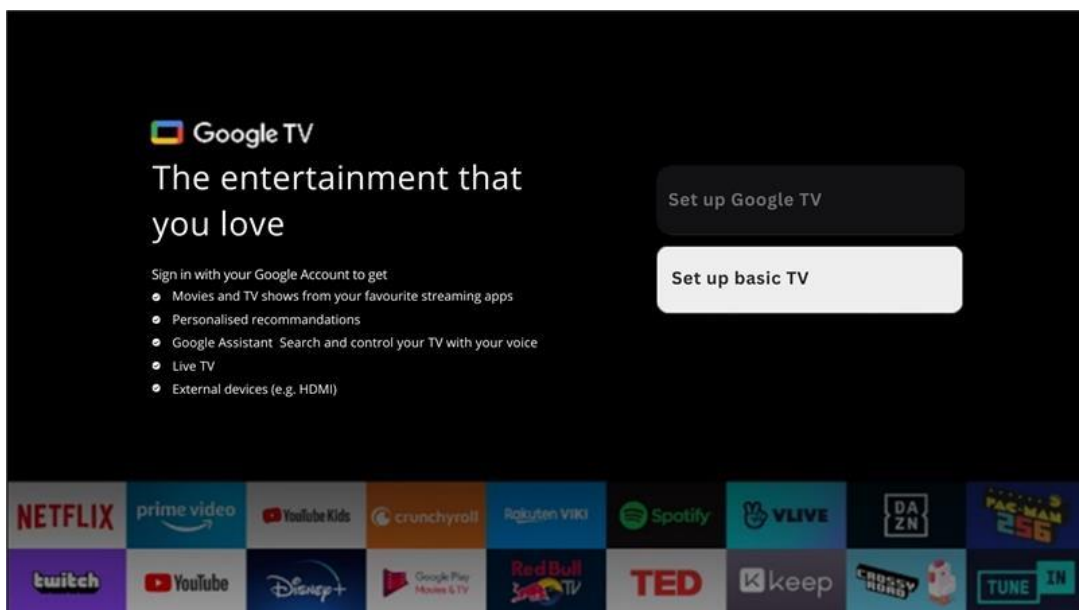 Google TV
The entertainment that
you love
Sign in with your Google Account to get
Movies and TV shows from your favourite streaming apps
Personalised recommandations
Google Assistant Search and control your TV with your voice
Live TV
External devices (e.g. HDMI)
Set up Google TV
Set up basic TV
NETFLIX
prime video
YouTube Kids
crunchyroll
Rakuten VIKI
Spotify
VLIVE
DA
ZN
PAC-MAN
256
twitch
YouTube
Disney+
Google Play
Movies & TV
Red Bull
TV
TED
keep
CROSSY
ROAD
TUNE IN